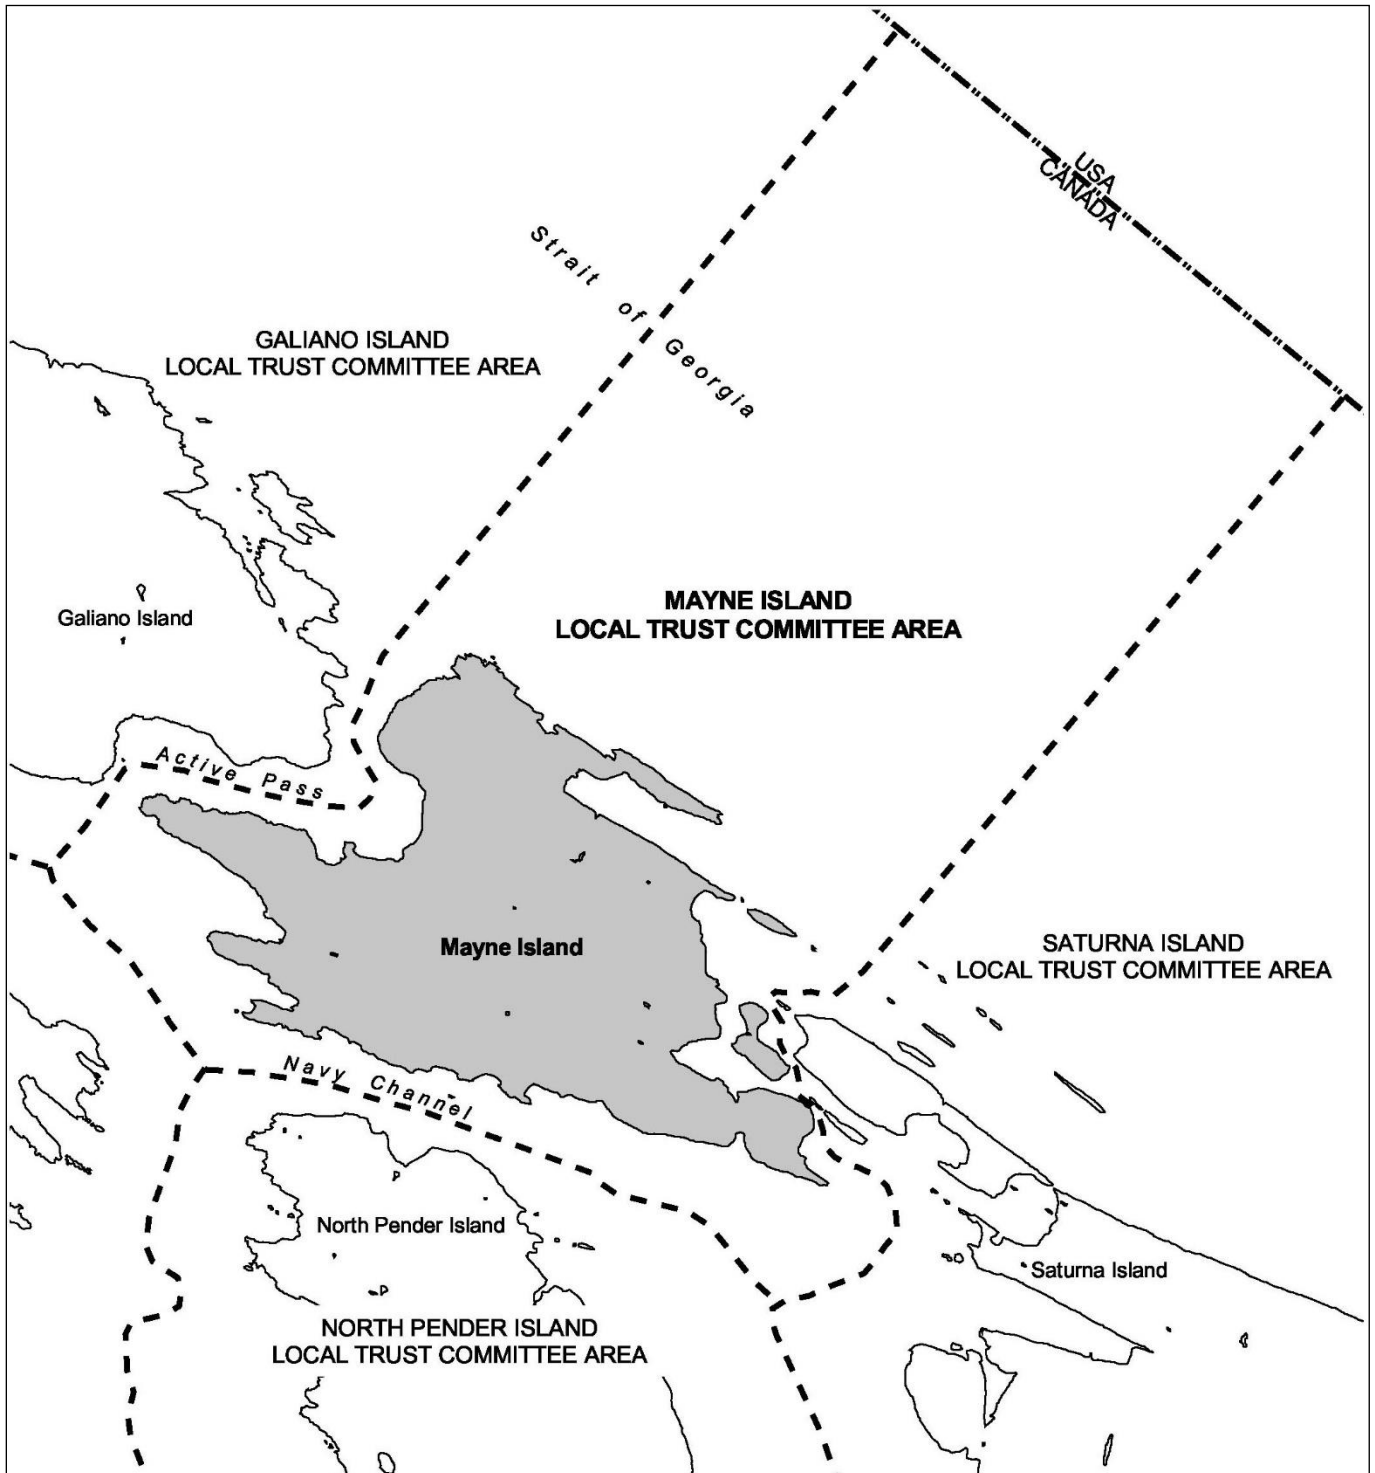 USA
CANADA
Strait of Georgia
GALIANO ISLAND
LOCAL TRUST COMMITTEE AREA
Galiano Island
MAYNE ISLAND
LOCAL TRUST COMMITTEE AREA
Active Pass
Mayne Island
SATURNA ISLAND
LOCAL TRUST COMMITTEE AREA
Navy Channel
North Pender Island
Saturna Island
NORTH PENDER ISLAND
LOCAL TRUST COMMITTEE AREA